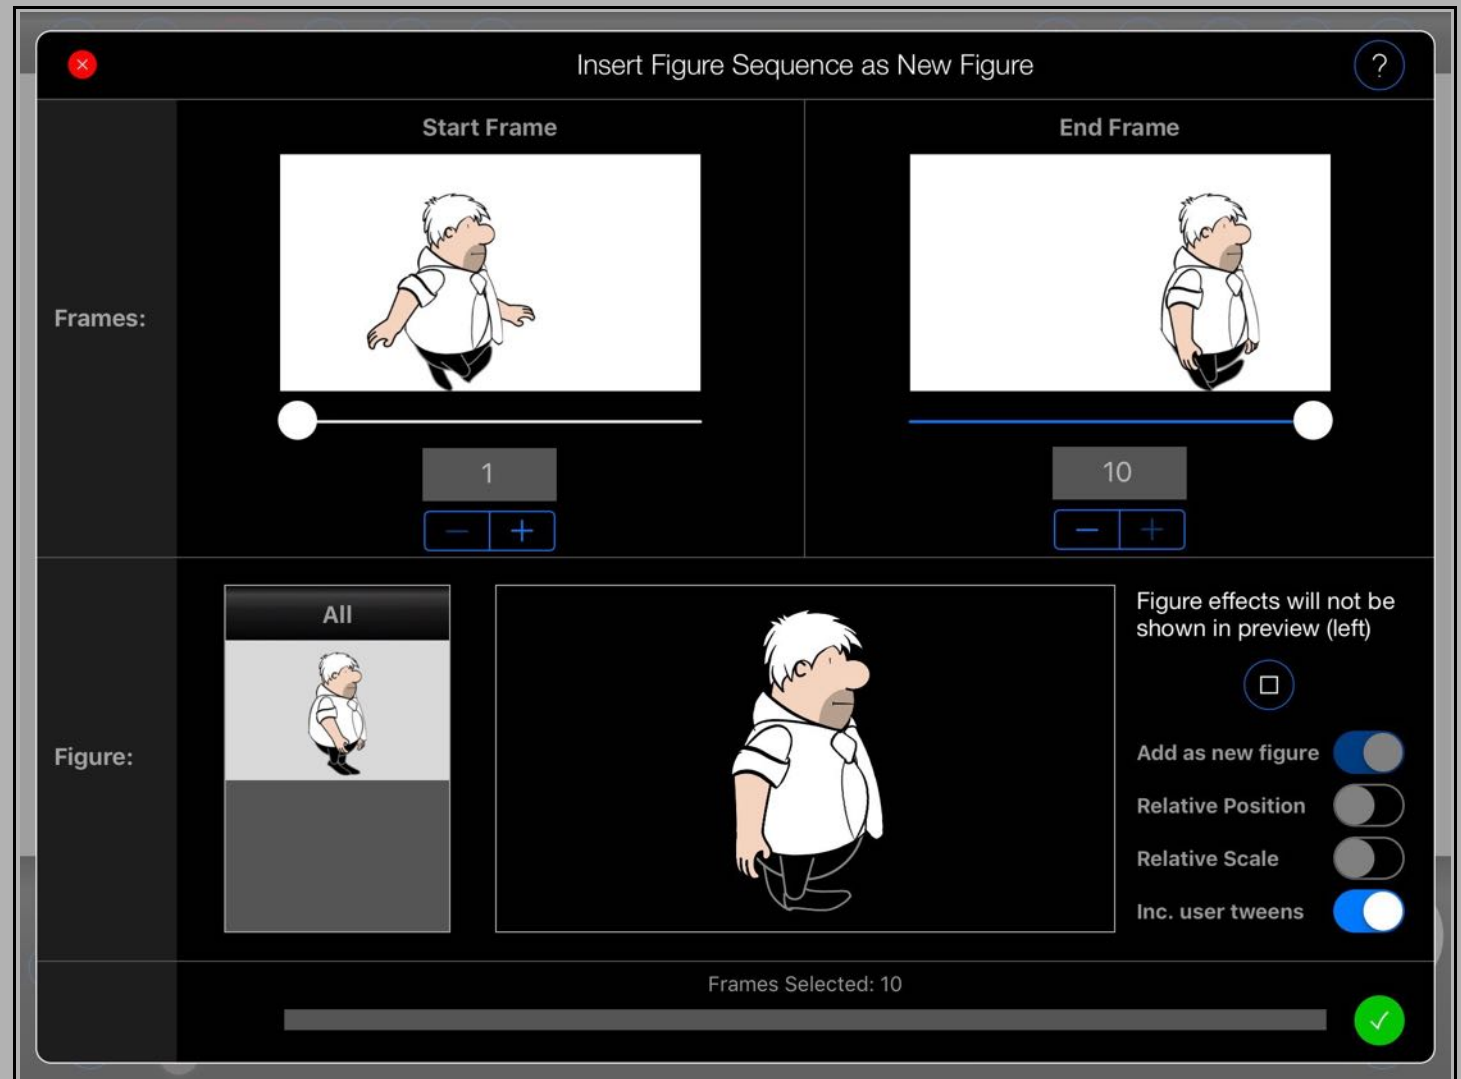 Insert Figure Sequence as New Figure
?
Start Frame
End Frame
Frames:
1
10
All
Figure effects will not be
shown in preview (left)
Figure:
Add as new figure
Relative Position
Relative Scale
Inc. user tweens
Frames Selected: 10